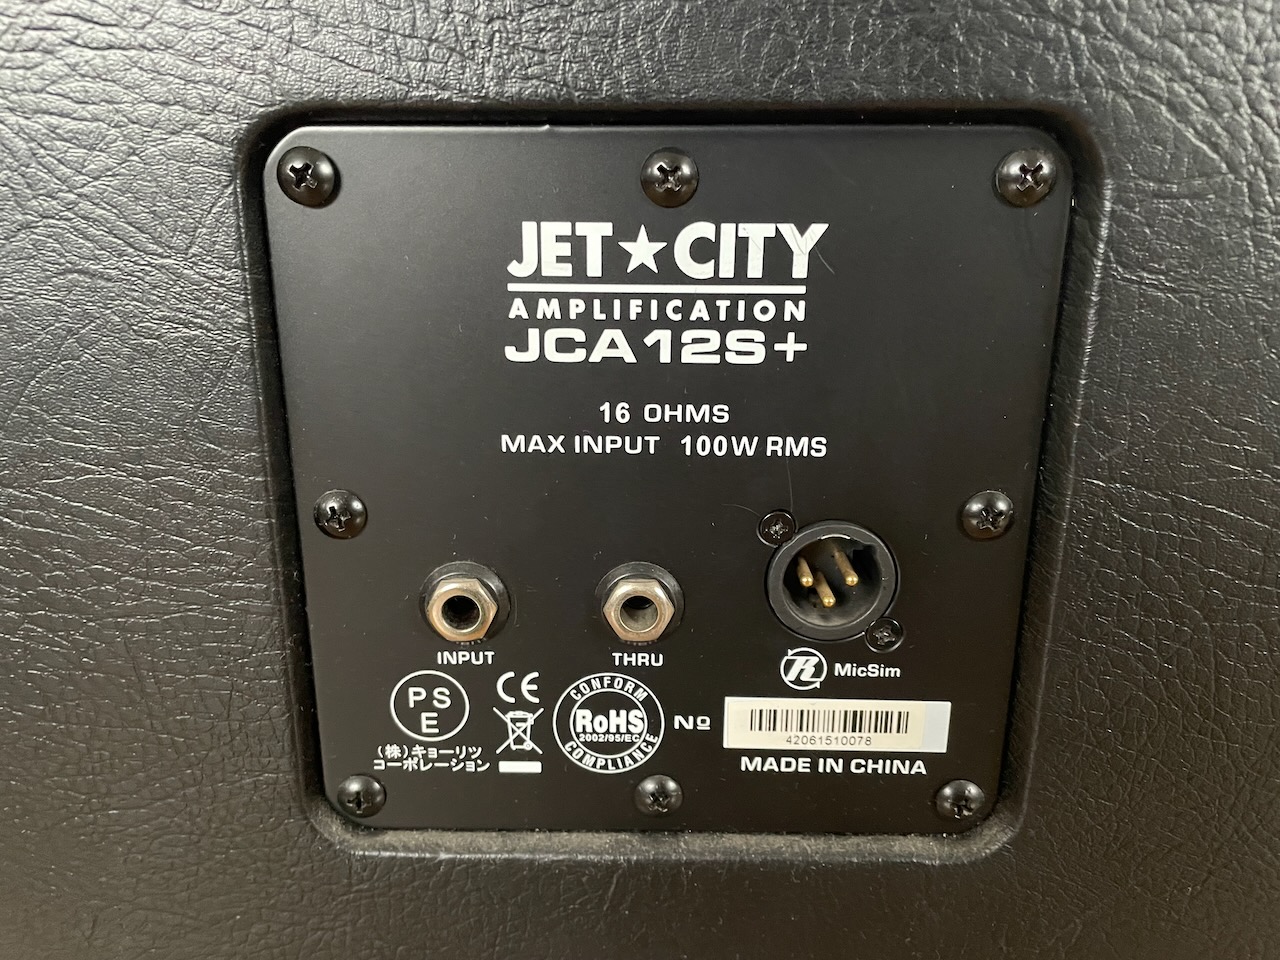 JET★CITY
AMPLIFICATION
JCA12S+
16 OHMS
MAX INPUT 100W RMS
INPUT
THRU
R MicSim
PS
E
(株)キョーリツ
コーポレーション
CE
CONFORM
RoHS
2002/95/EC
COMPLIANCE
No
42061510078
MADE IN CHINA